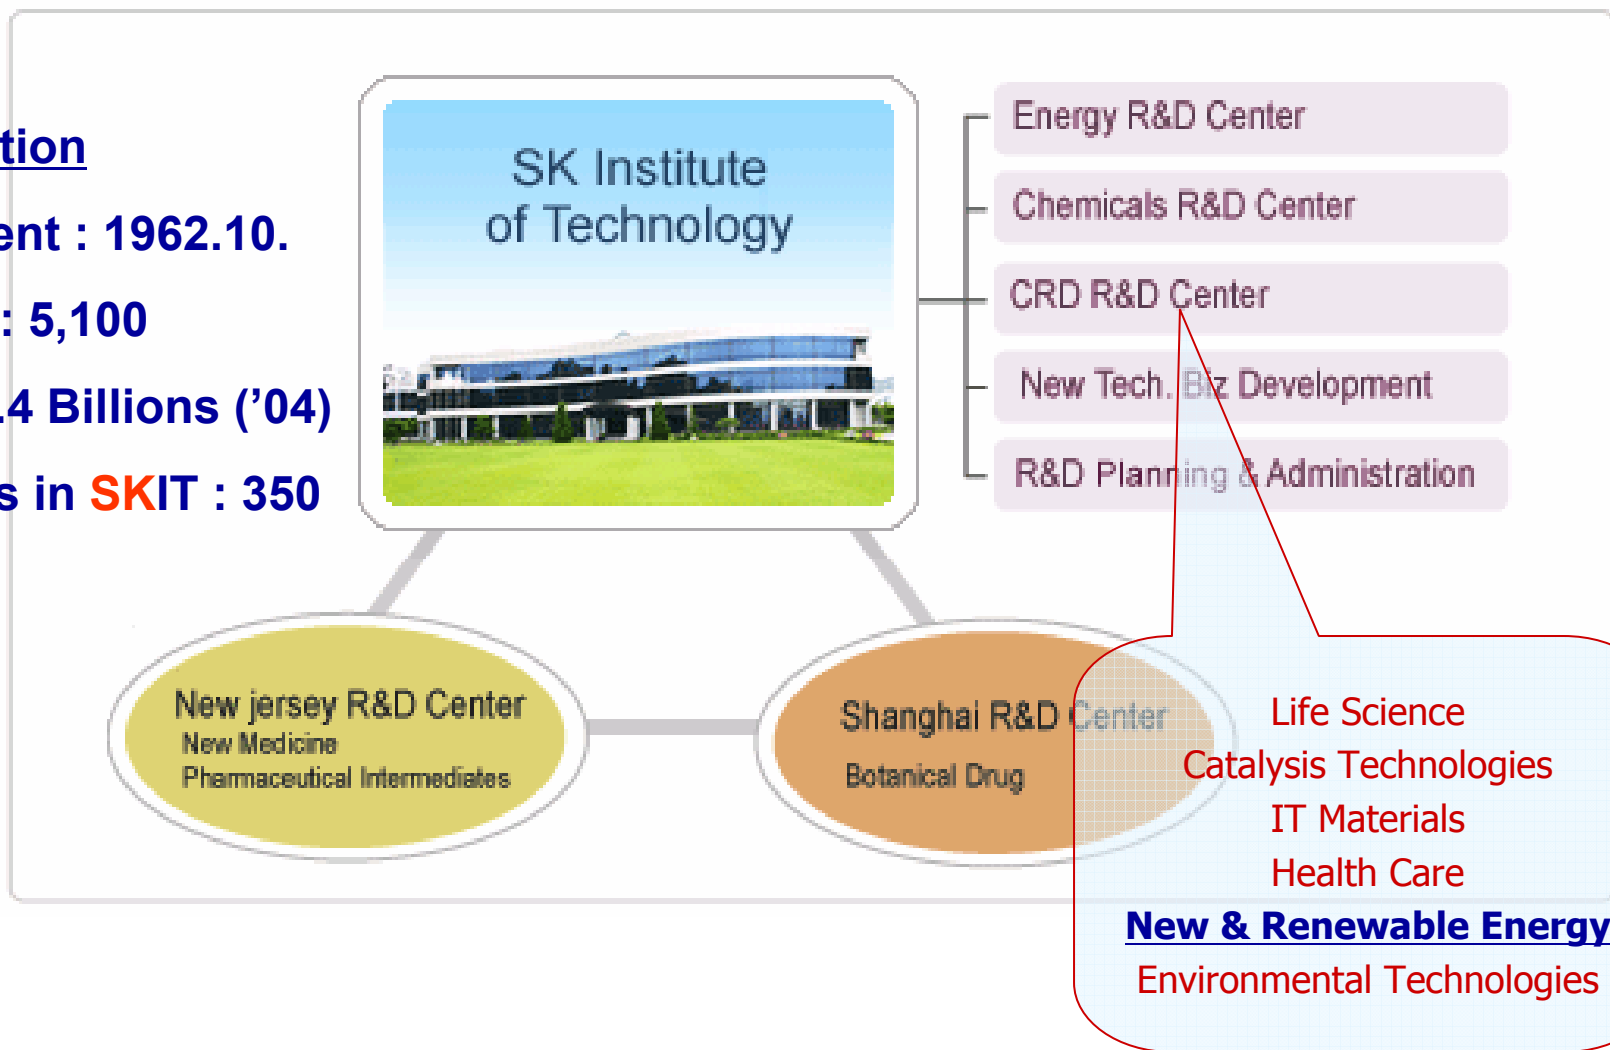 tion
ent : 1962.10.
: 5,100
.4 Billions (’04)
s in SKIT : 350
SK Institute
of Technology
Energy R&D Center
Chemicals R&D Center
CRD R&D Center
New Tech. Biz Development
R&D Planning & Administration
New jersey R&D Center
New Medicine
Pharmaceutical Intermediates
Shanghai R&D Center
Botanical Drug
Life Science
Catalysis Technologies
IT Materials
Health Care
New & Renewable Energy
Environmental Technologies